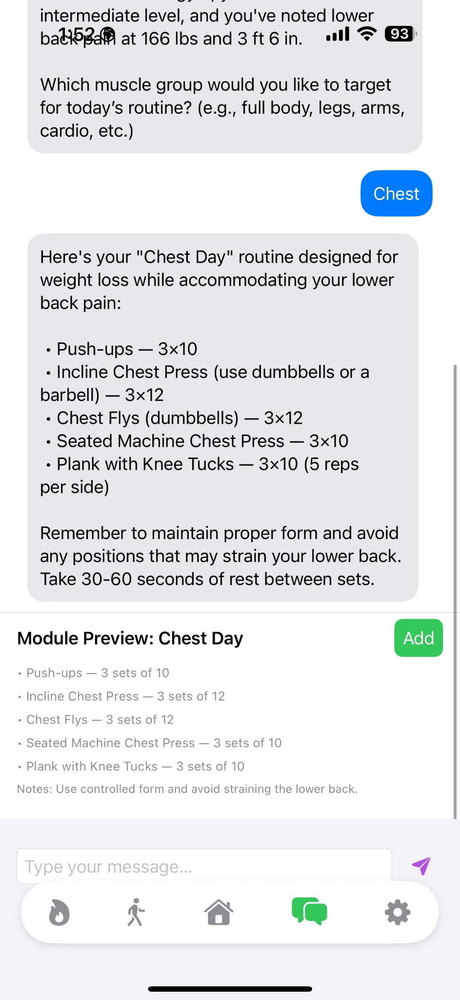 intermediate level, and you've noted lower
back pain at 166 lbs and 3 ft 6 in.
1:52
93
Which muscle group would you like to target
for today’s routine? (e.g., full body, legs, arms,
cardio, etc.)
Chest
Here's your "Chest Day" routine designed for
weight loss while accommodating your lower
back pain:
• Push-ups — 3×10
• Incline Chest Press (use dumbbells or a
barbell) — 3×12
• Chest Flys (dumbbells) — 3×12
• Seated Machine Chest Press — 3×10
• Plank with Knee Tucks — 3×10 (5 reps
per side)
Remember to maintain proper form and avoid
any positions that may strain your lower back.
Take 30-60 seconds of rest between sets.
Module Preview: Chest Day
Add
• Push-ups — 3 sets of 10
• Incline Chest Press — 3 sets of 12
• Chest Flys — 3 sets of 12
• Seated Machine Chest Press — 3 sets of 10
• Plank with Knee Tucks — 3 sets of 10
Notes: Use controlled form and avoid straining the lower back.
Type your message...